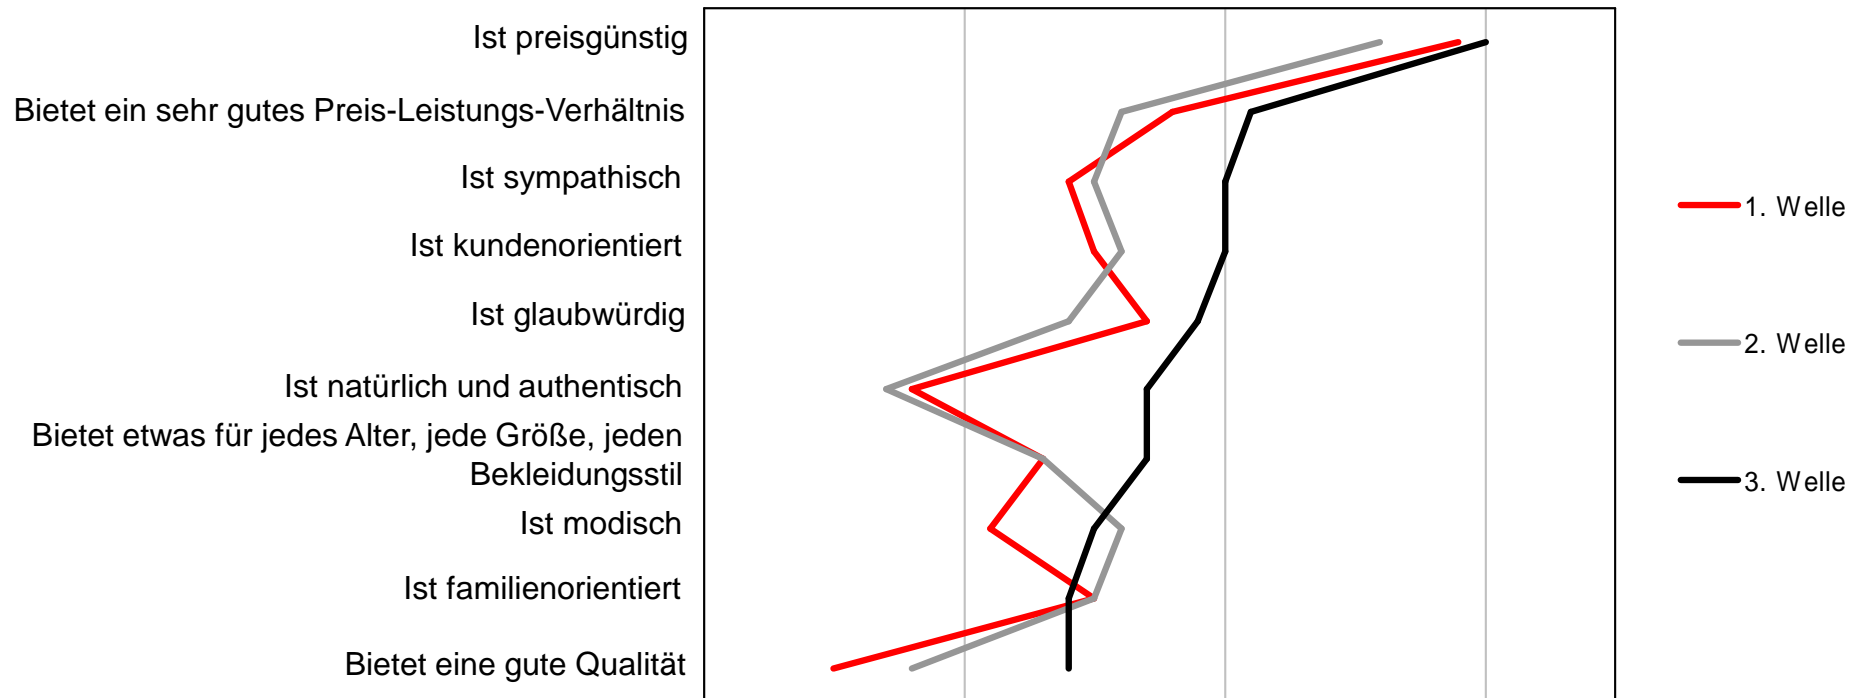 Ist preisgünstig
Bietet ein sehr gutes Preis-Leistungs-Verhältnis
Ist sympathisch
Ist kundenorientiert
Ist glaubwürdig
Ist natürlich und authentisch
Bietet etwas für jedes Alter, jede Größe, jeden
Bekleidungsstil
Ist modisch
Ist familienorientiert
Bietet eine gute Qualität
1. Welle
2. Welle
3. Welle